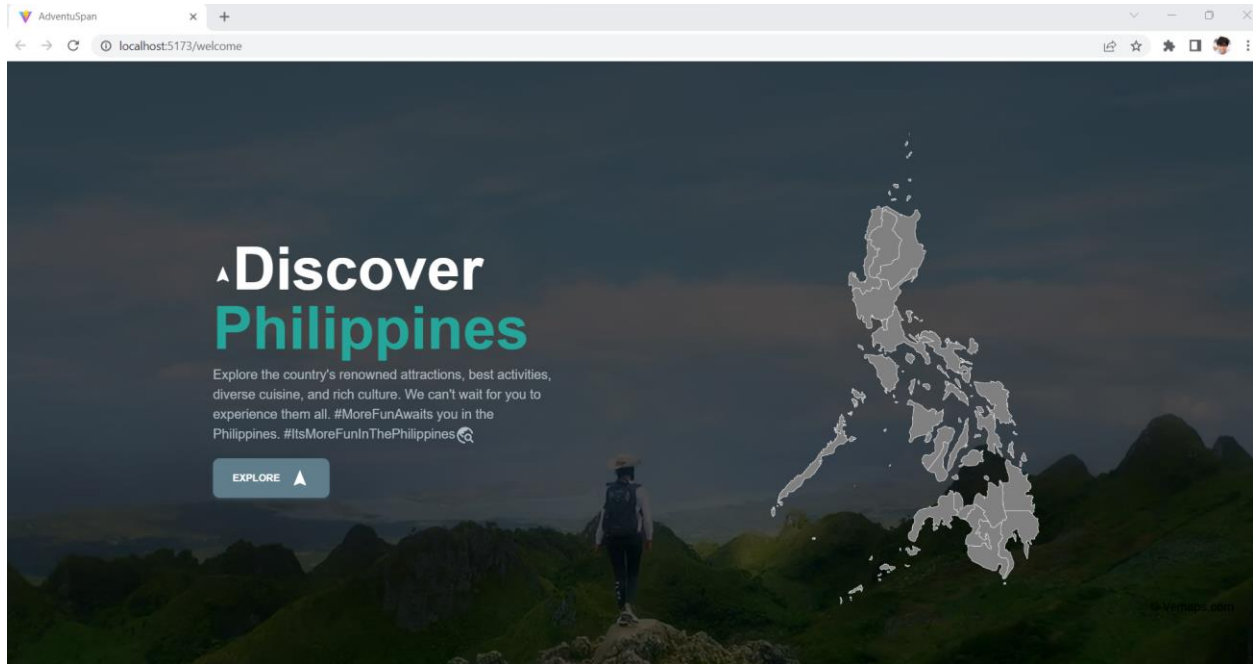 AdventuSpan
localhost:5173/welcome
Discover
Philippines
Explore the country's renowned attractions, best activities,
diverse cuisine, and rich culture. We can't wait for you to
experience them all. #MoreFunAwaits you in the
Philippines. #ItsMoreFunInThePhilippines
EXPLORE